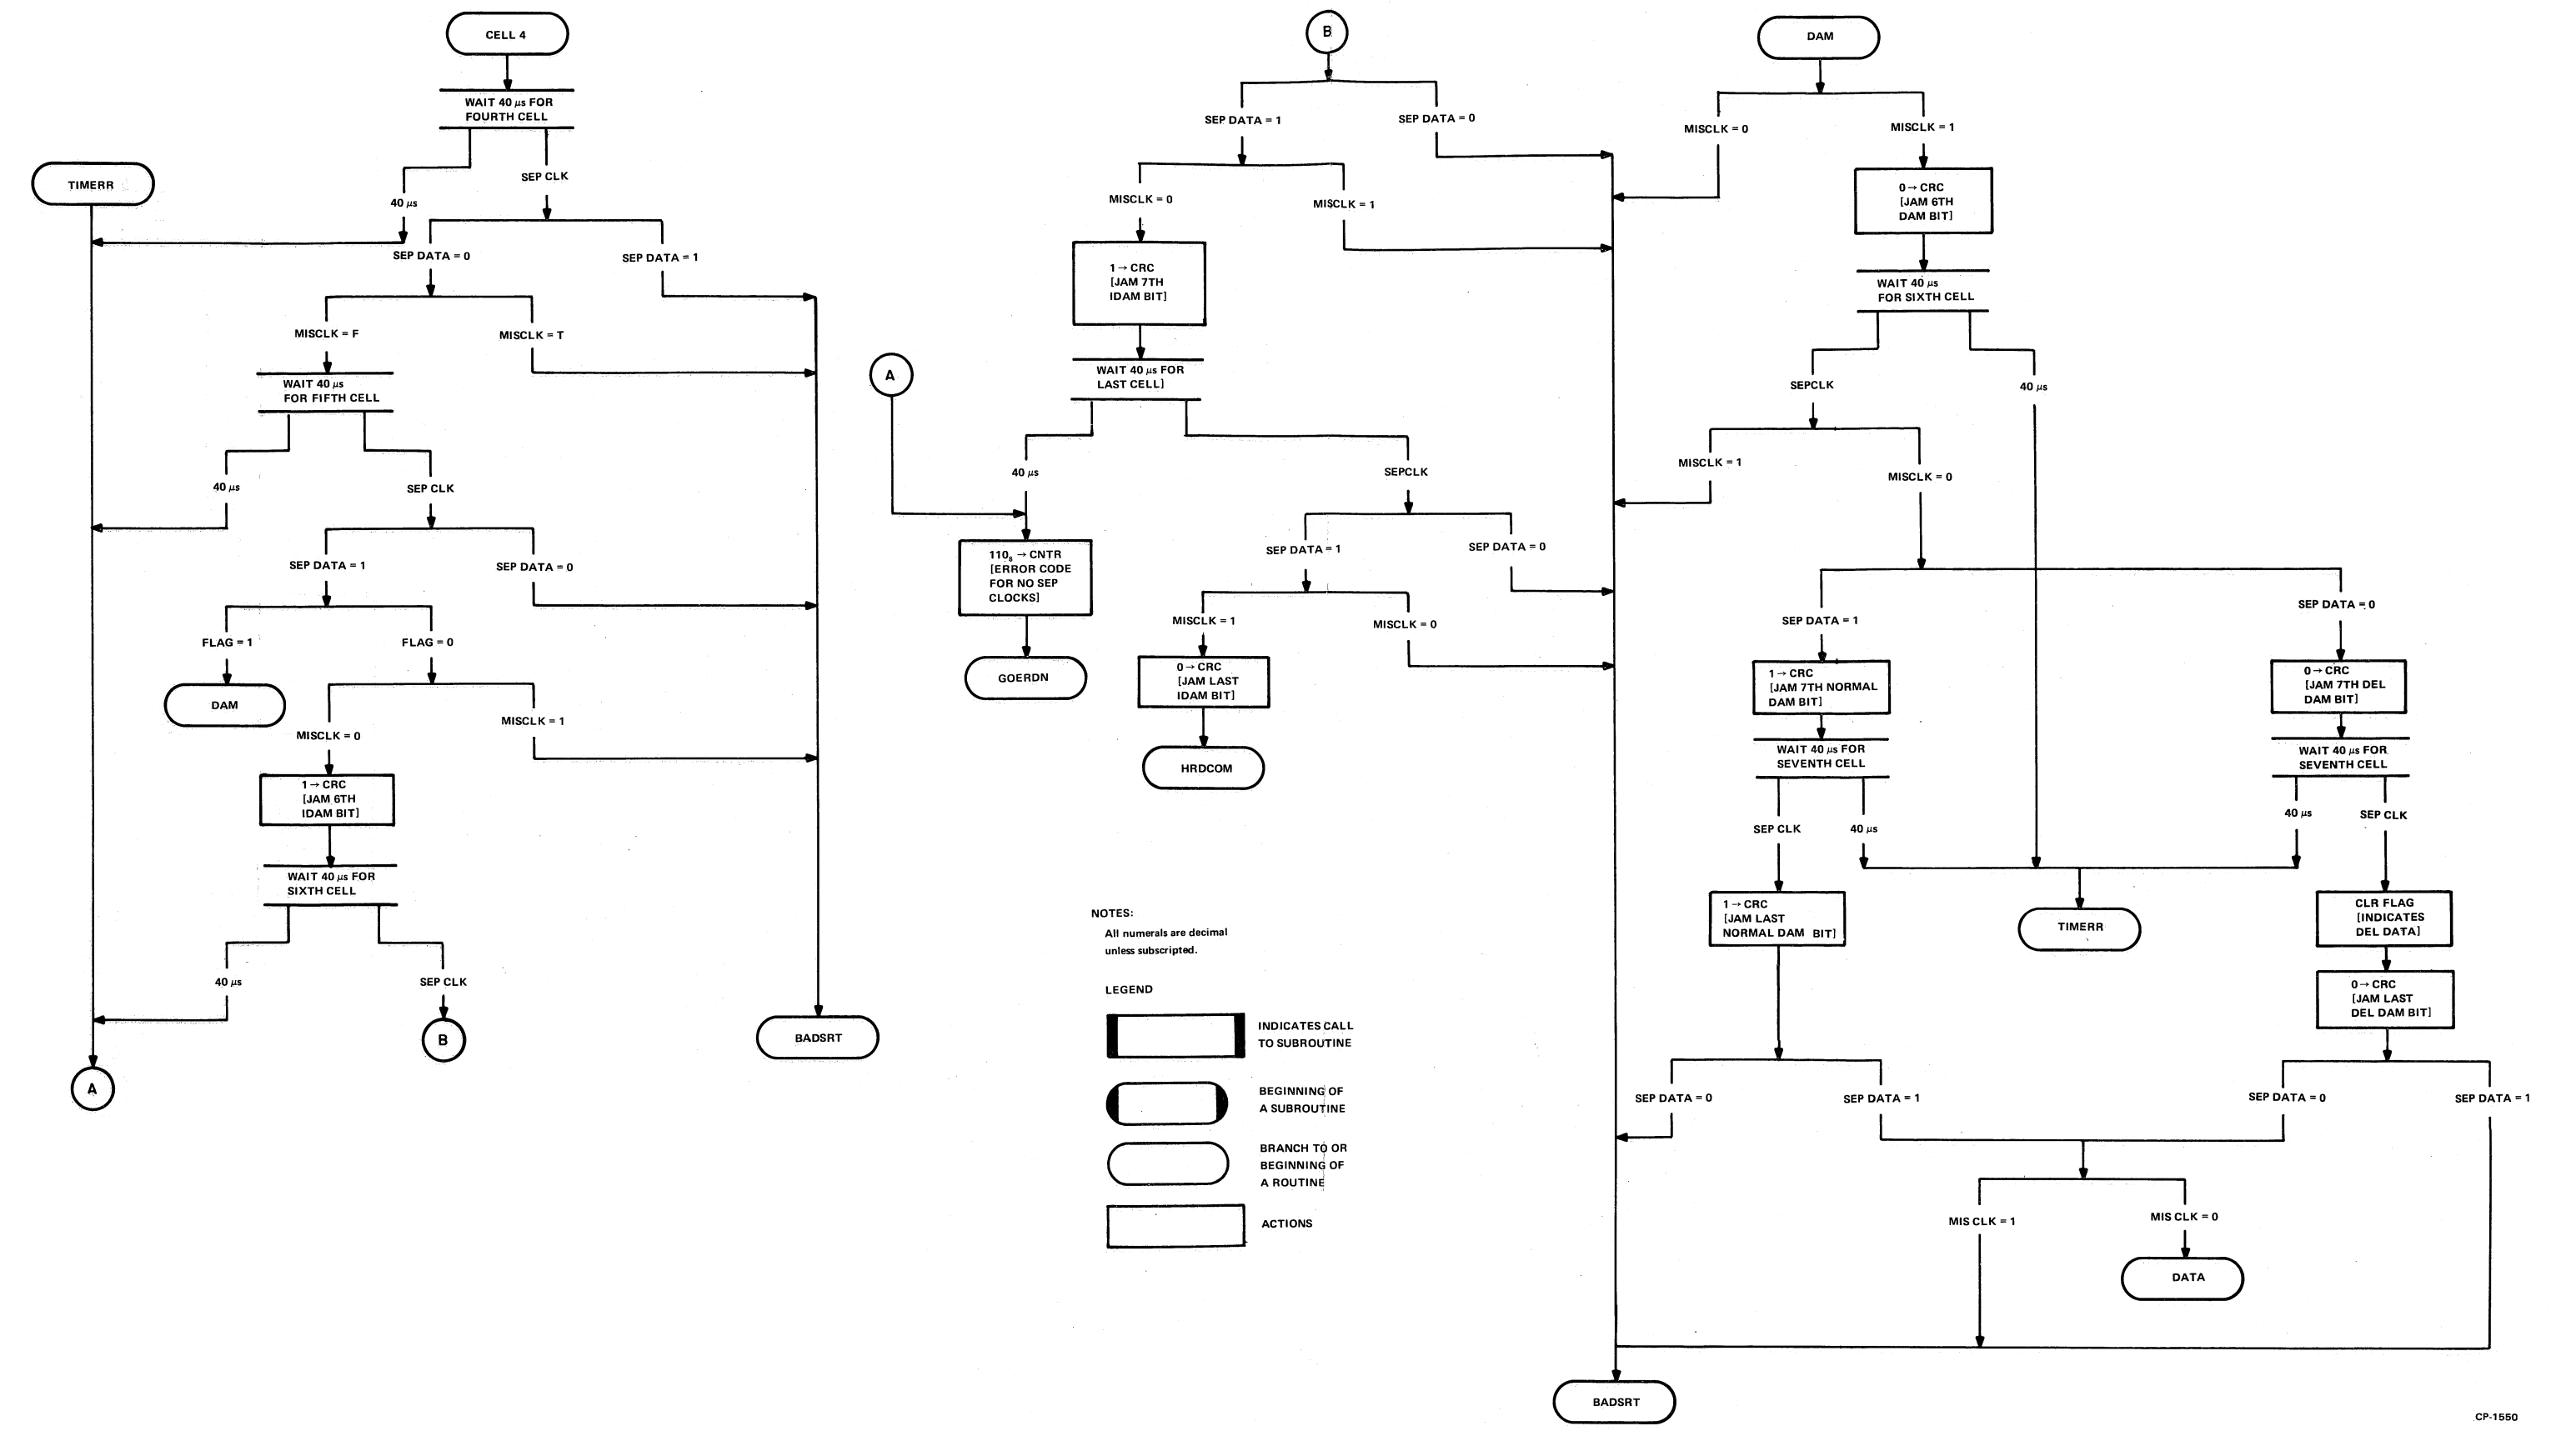 CELL 4
WAIT 40 μs FOR
FOURTH CELL
TIMERR
SEP CLK
40 μs
SEP DATA = 0
SEP DATA = 1
MISCLK = F
MISCLK = T
WAIT 40 μs
FOR FIFTH CELL
40 μs
SEP CLK
SEP DATA = 1
SEP DATA = 0
FLAG = 1
FLAG = 0
DAM
MISCLK = 0
MISCLK = 1
1 → CRC
[JAM 6TH
IDAM BIT]
WAIT 40 μs FOR
SIXTH CELL
40 μs
SEP CLK
A
B
BADSRT
B
SEP DATA = 1
SEP DATA = 0
MISCLK = 0
MISCLK = 1
1 → CRC
[JAM 7TH
IDAM BIT]
WAIT 40 μs FOR
LAST CELL]
A
40 μs
SEPCLK
110₈ → CNTR
[ERROR CODE
FOR NO SEP
CLOCKS]
GOERDN
SEP DATA = 1
SEP DATA = 0
MISCLK = 1
MISCLK = 0
0 → CRC
[JAM LAST
IDAM BIT]
HRDCOM
NOTES:
All numerals are decimal
unless subscripted.
LEGEND
INDICATES CALL
TO SUBROUTINE
BEGINNING OF
A SUBROUTINE
BRANCH TO OR
BEGINNING OF
A ROUTINE
ACTIONS
DAM
MISCLK = 0
MISCLK = 1
0 → CRC
[JAM 6TH
DAM BIT]
WAIT 40 μs
FOR SIXTH CELL
SEPCLK
40 μs
MISCLK = 1
MISCLK = 0
SEP DATA = 1
SEP DATA = 0
1 → CRC
[JAM 7TH NORMAL
DAM BIT]
0 → CRC
[JAM 7TH DEL
DAM BIT]
WAIT 40 μs FOR
SEVENTH CELL
WAIT 40 μs FOR
SEVENTH CELL
SEP CLK
40 μs
40 μs
SEP CLK
1 → CRC
[JAM LAST
NORMAL DAM BIT]
TIMERR
CLR FLAG
[INDICATES
DEL DATA]
0 → CRC
[JAM LAST
DEL DAM BIT]
SEP DATA = 0
SEP DATA = 1
SEP DATA = 0
SEP DATA = 1
MIS CLK = 1
MIS CLK = 0
DATA
BADSRT
CP-1550